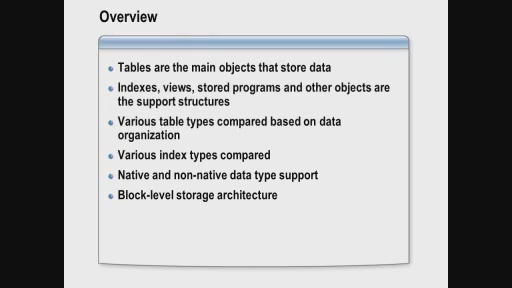 Overview
Tables are the main objects that store data
Indexes, views, stored programs and other objects are
the support structures
Various table types compared based on data
organization
Various index types compared
Native and non-native data type support
Block-level storage architecture